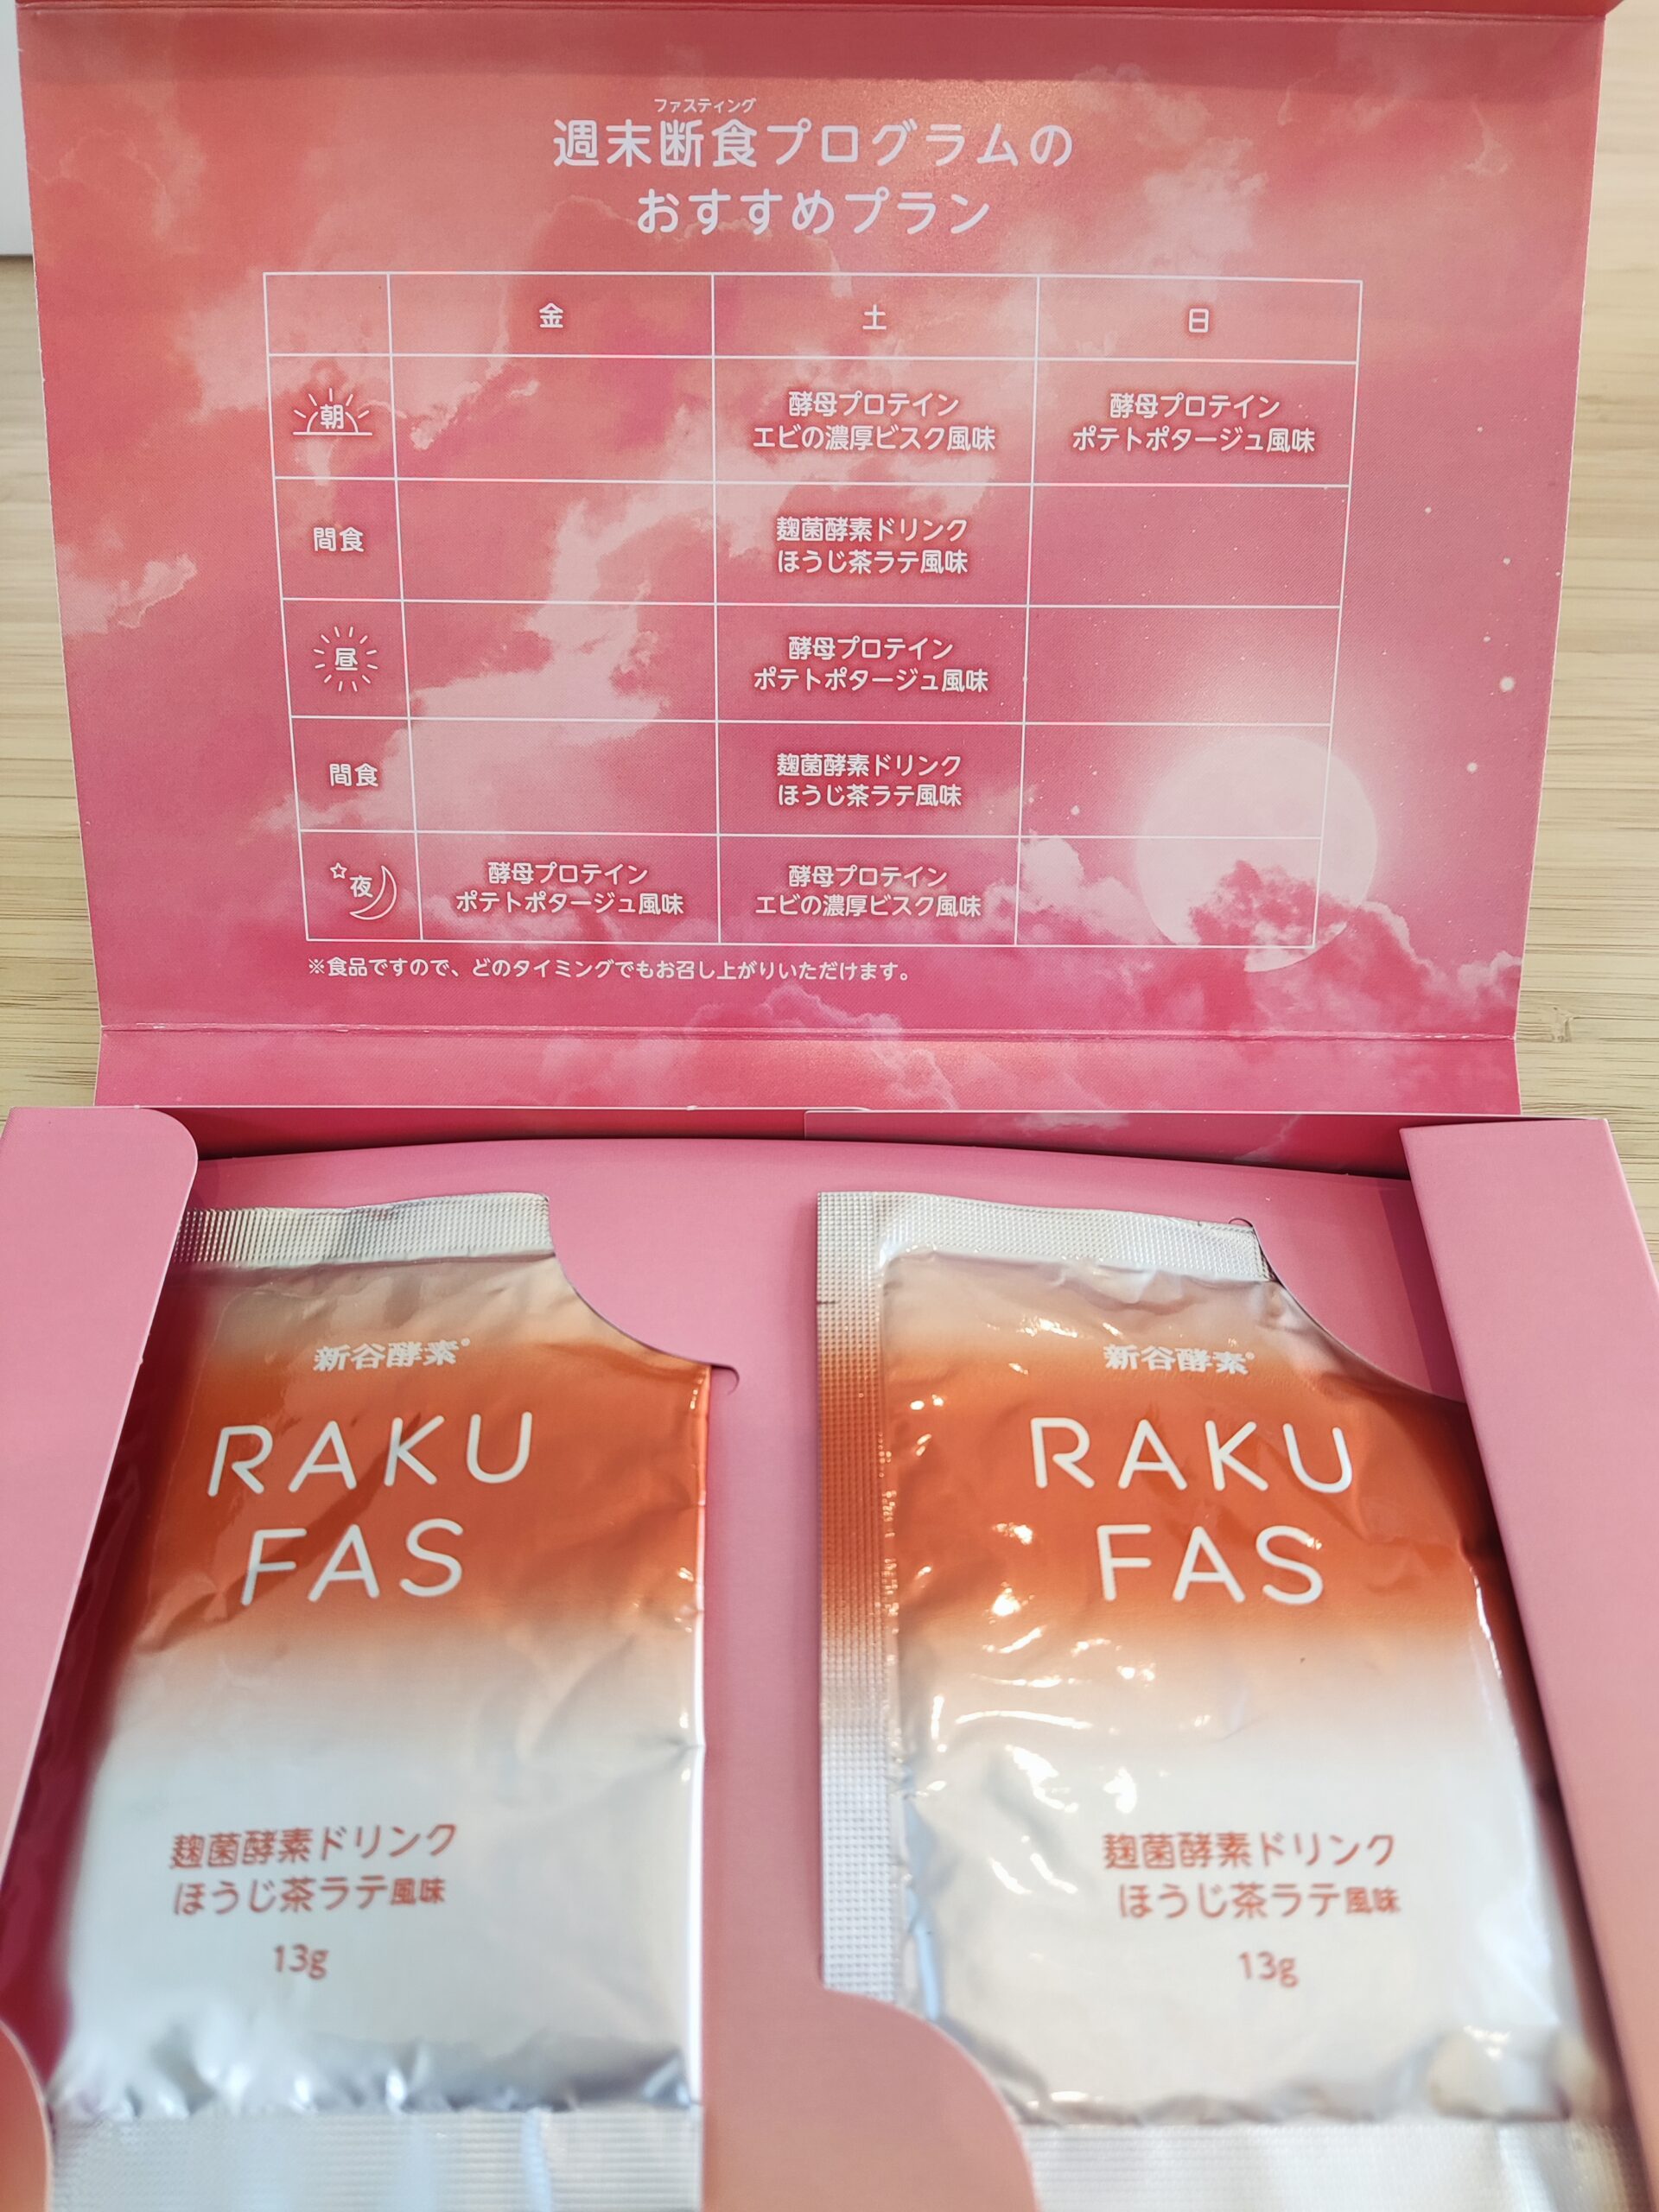 ファスティング
週末断食プログラムの
おすすめプラン
金 土 日
朝
酵母プロテイン
エビの濃厚ビスク風味
酵母プロテイン
ポテトポタージュ風味
間食
麹菌酵素ドリンク
ほうじ茶ラテ風味
昼
酵母プロテイン
ポテトポタージュ風味
間食
麹菌酵素ドリンク
ほうじ茶ラテ風味
夜
酵母プロテイン
ポテトポタージュ風味
酵母プロテイン
エビの濃厚ビスク風味
※食品ですので、どのタイミングでもお召し上がりいただけます。
新谷酵素®
RAKU
FAS
麹菌酵素ドリンク
ほうじ茶ラテ風味
13g
新谷酵素®
RAKU
FAS
麹菌酵素ドリンク
ほうじ茶ラテ風味
13g